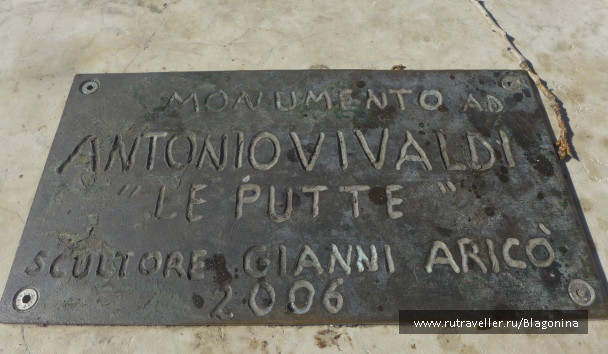 MONUMENTO AD
ANTONIO VIVALDI
"LE PUTTE"
SCULTORE GIANNI ARICÒ
2006
www.rutraveller.ru/Blagonina